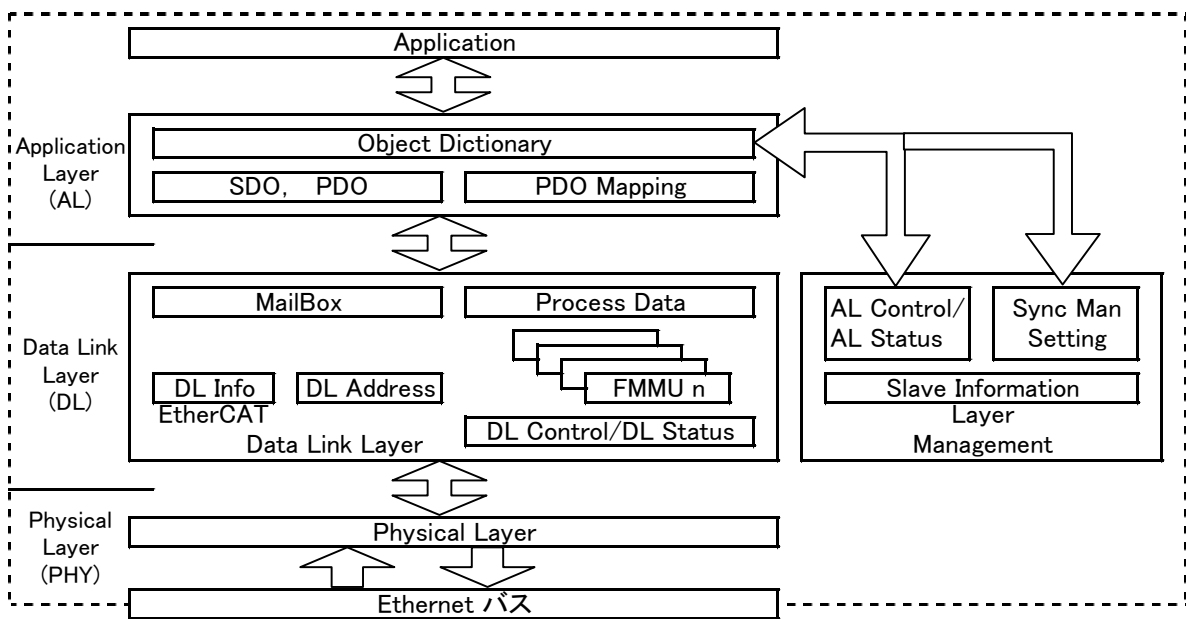 Application
Application
Layer
(AL)
Object Dictionary
SDO, PDO
PDO Mapping
Data Link
Layer
(DL)
MailBox
Process Data
DL Info
DL Address
FMMU n
EtherCAT
Data Link Layer
DL Control/DL Status
AL Control/
AL Status
Sync Man
Setting
Slave Information
Layer
Management
Physical
Layer
(PHY)
Physical Layer
Ethernet バス